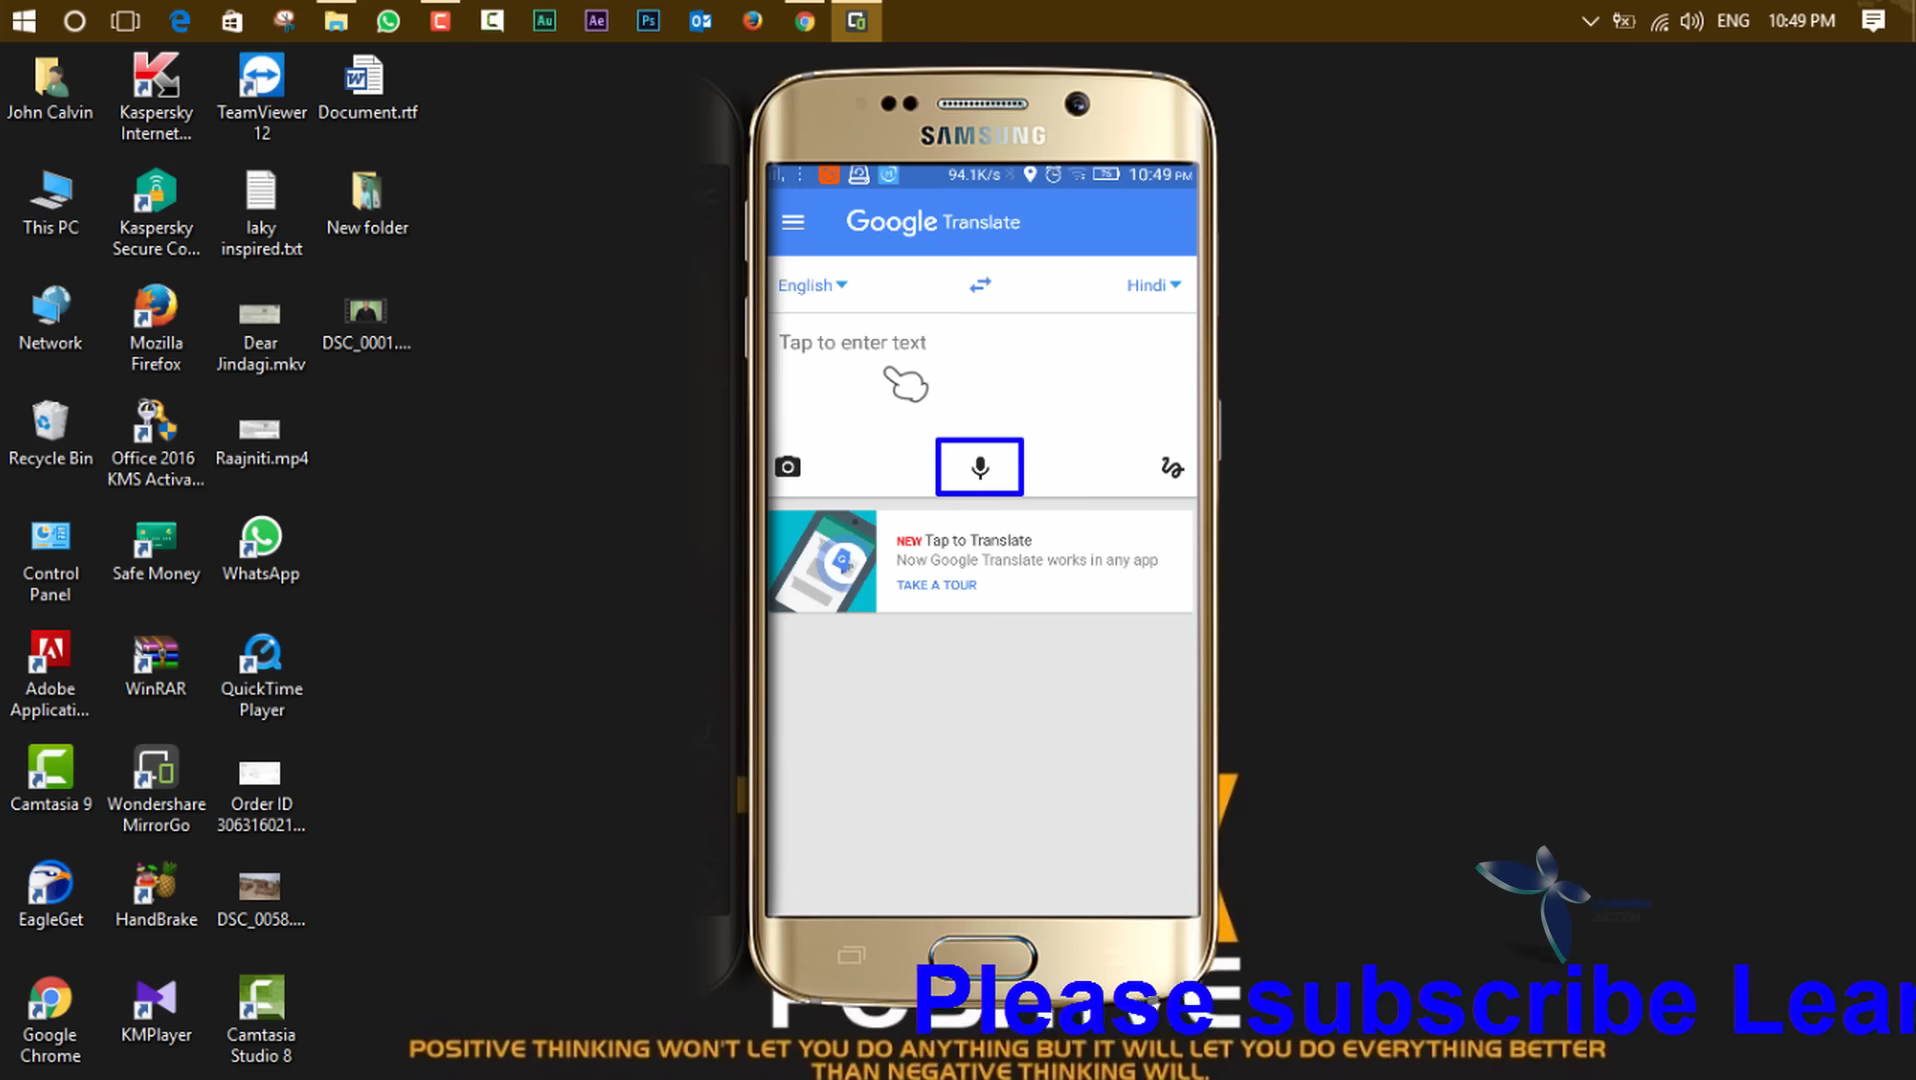 ENG 10:49 PM
John Calvin
Kaspersky Internet...
TeamViewer 12
Document.rtf
This PC
Kaspersky Secure Co...
laky inspired.txt
New folder
Network
Mozilla Firefox
Dear Jindagi.mkv
DSC_0001....
Recycle Bin
Office 2016 KMS Activa...
Raajniti.mp4
Control Panel
Safe Money
WhatsApp
Adobe Applicati...
WinRAR
QuickTime Player
Camtasia 9
Wondershare MirrorGo
Order ID 306316021...
EagleGet
HandBrake
DSC_0058....
Google Chrome
KMPlayer
Camtasia Studio 8
SAMSUNG
94.1K/s 10:49 PM
Google Translate
English
Hindi
Tap to enter text
NEW Tap to Translate
Now Google Translate works in any app
TAKE A TOUR
Please subscribe Lear
POSITIVE THINKING WON'T LET YOU DO ANYTHING BUT IT WILL LET YOU DO EVERYTHING BETTER
THAN NEGATIVE THINKING WILL.